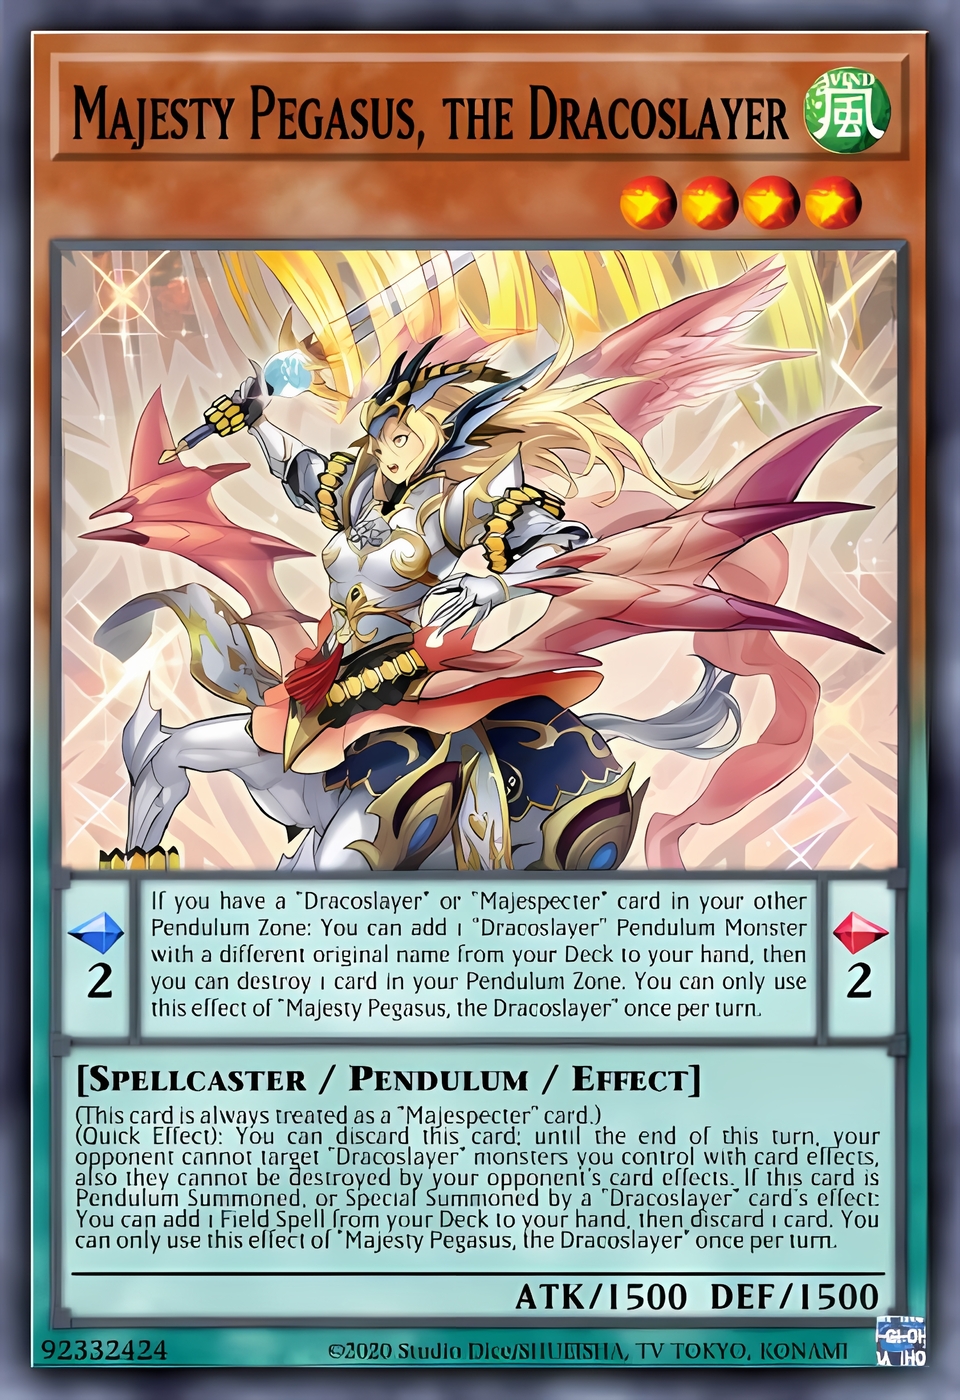 MAJESTY PEGASUS, THE DRACOSLAYER
WIND
風
If you have a "Dracoslayer" or "Majespecter" card in your other
Pendulum Zone: You can add 1 "Dracoslayer" Pendulum Monster
with a different original name from your Deck to your hand, then
you can destroy 1 card in your Pendulum Zone. You can only use
this effect of "Majesty Pegasus, the Dracoslayer" once per turn.
2
2
[SPELLCASTER / PENDULUM / EFFECT]
(This card is always treated as a "Majespecter" card.)
(Quick Effect): You can discard this card; until the end of this turn, your
opponent cannot target "Dracoslayer" monsters you control with card effects,
also they cannot be destroyed by your opponent's card effects. If this card is
Pendulum Summoned, or Special Summoned by a "Dracoslayer" card's effect:
You can add 1 Field Spell from your Deck to your hand, then discard 1 card. You
can only use this effect of "Majesty Pegasus, the Dracoslayer" once per turn.
ATK/1500 DEF/1500
92332424
©2020 Studio Dice/SHUEISHA, TV TOKYO, KONAMI